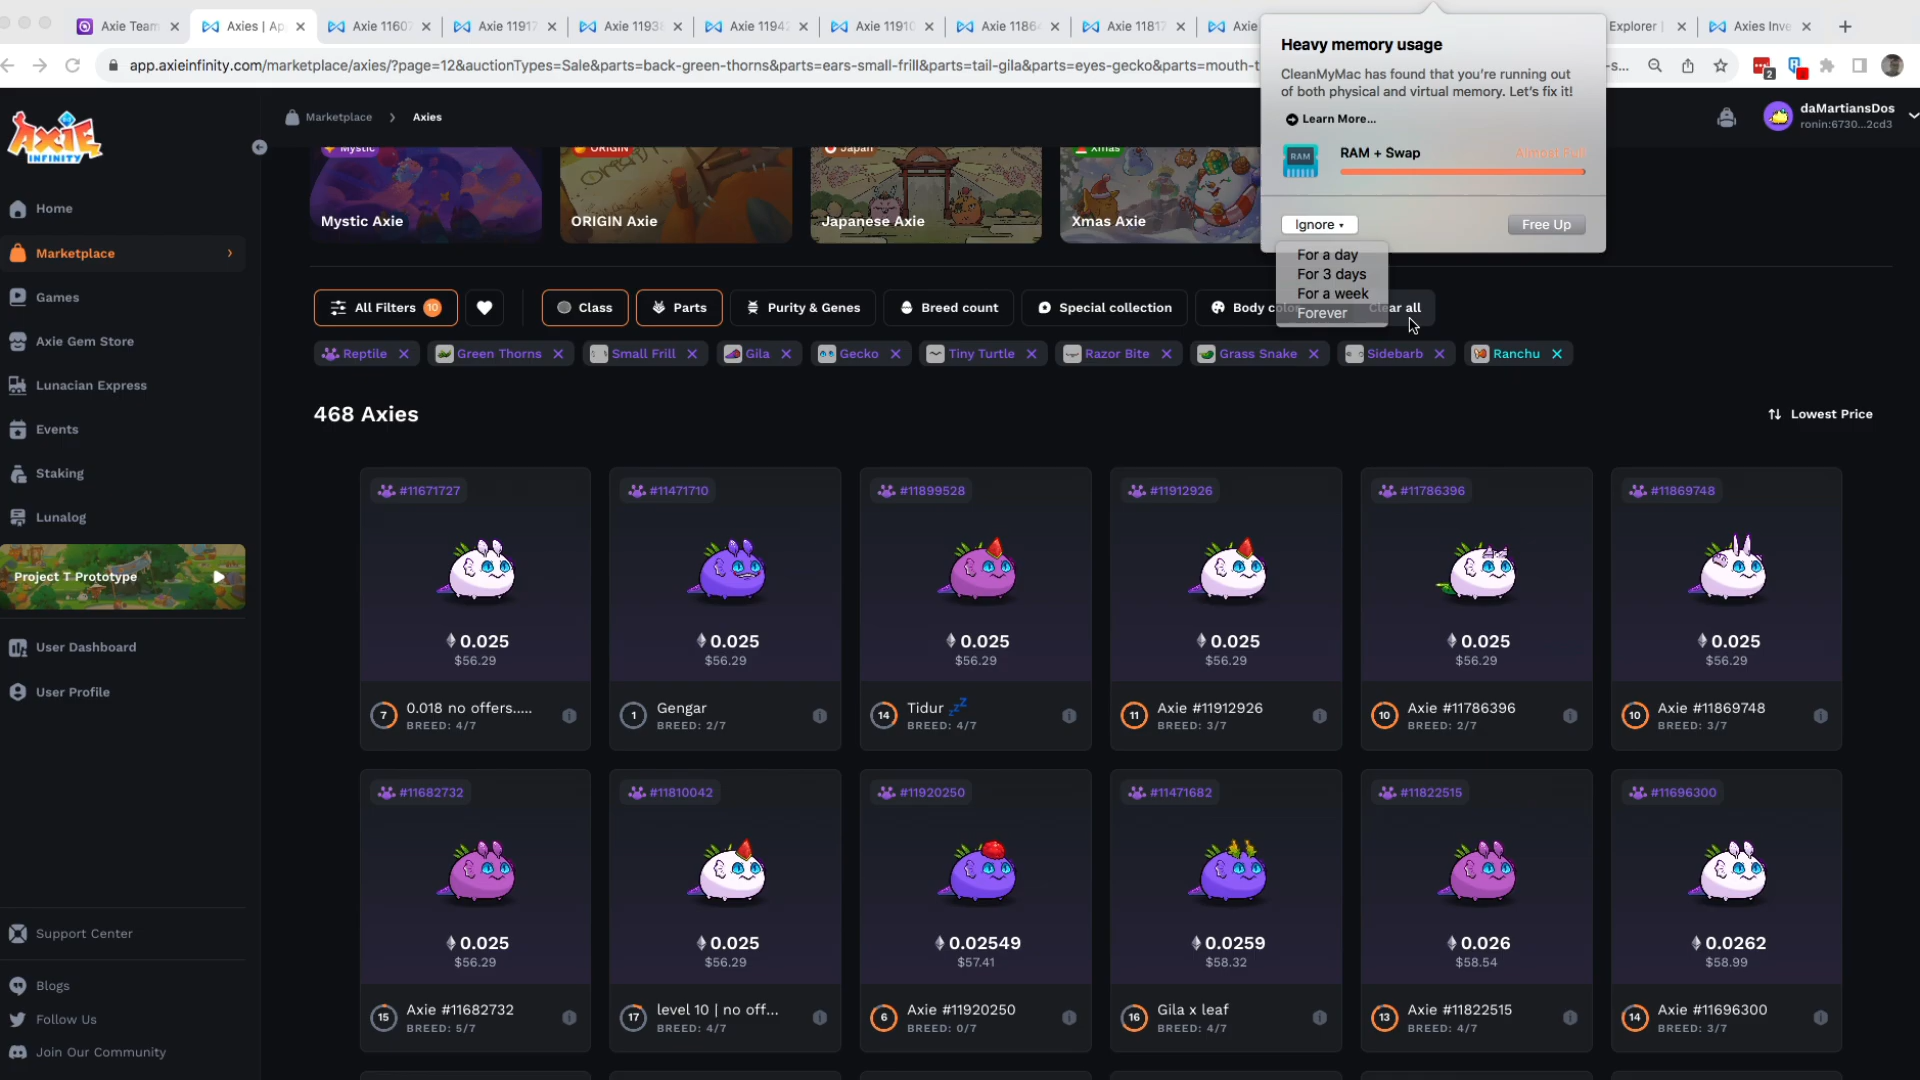 Axie Team
Axies | Ap
Axie 1160
Axie 1191
Axie 1193
Axie 1194
Axie 1191
Axie 1186
Axie 1181
Axie
Explorer |
Axies Inve
app.axieinfinity.com/marketplace/axies/?page=12&auctionTypes=Sale&parts=back-green-thorns&parts=ears-small-frill&parts=tail-gila&parts=eyes-gecko&parts=mouth-t
-s...
2
Heavy memory usage
CleanMyMac has found that you're running out
of both physical and virtual memory. Let's fix it!
Learn More...
RAM
RAM + Swap
Almost Full
Ignore
Free Up
For a day
For 3 days
For a week
Forever
AXIE
INFINITY
Marketplace
Axies
daMartiansDos
ronin:6730...2cd3
Home
Marketplace
Games
Axie Gem Store
Lunacian Express
Events
Staking
Lunalog
Project T Prototype
User Dashboard
User Profile
Support Center
Blogs
Follow Us
Join Our Community
Mystic
ORIGIN
Japan
Xmas
Mystic Axie
ORIGIN Axie
Japanese Axie
Xmas Axie
All Filters 10
Class
Parts
Purity & Genes
Breed count
Special collection
Body color
Clear all
Reptile
Green Thorns
Small Frill
Gila
Gecko
Tiny Turtle
Razor Bite
Grass Snake
Sidebarb
Ranchu
468 Axies
Lowest Price
#11671727
0.025
$56.29
7
0.018 no offers.....
BREED: 4/7
#11471710
0.025
$56.29
1
Gengar
BREED: 2/7
#11899528
0.025
$56.29
14
Tidur 💤
BREED: 4/7
#11912926
0.025
$56.29
11
Axie #11912926
BREED: 3/7
#11786396
0.025
$56.29
10
Axie #11786396
BREED: 2/7
#11869748
0.025
$56.29
10
Axie #11869748
BREED: 3/7
#11682732
0.025
$56.29
15
Axie #11682732
BREED: 5/7
#11810042
0.025
$56.29
17
level 10 | no off...
BREED: 4/7
#11920250
0.02549
$57.41
6
Axie #11920250
BREED: 0/7
#11471682
0.0259
$58.32
16
Gila x leaf
BREED: 4/7
#11822515
0.026
$58.54
13
Axie #11822515
BREED: 4/7
#11696300
0.0262
$58.99
14
Axie #11696300
BREED: 3/7